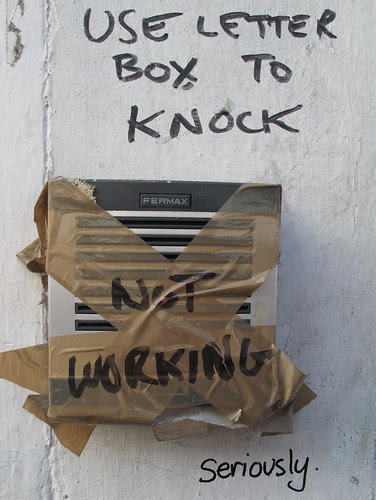 USE LETTER
BOX TO
KNOCK
FERMAX
NOT
WORKING
seriously.